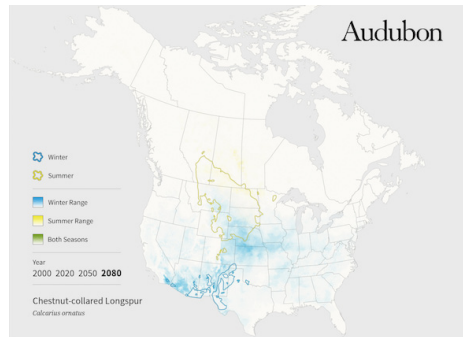 Audubon
Winter
Summer
Winter Range
Summer Range
Both Seasons
Year
2000 2020 2050 2080
Chestnut-collared Longspur
Calcarius ornatus